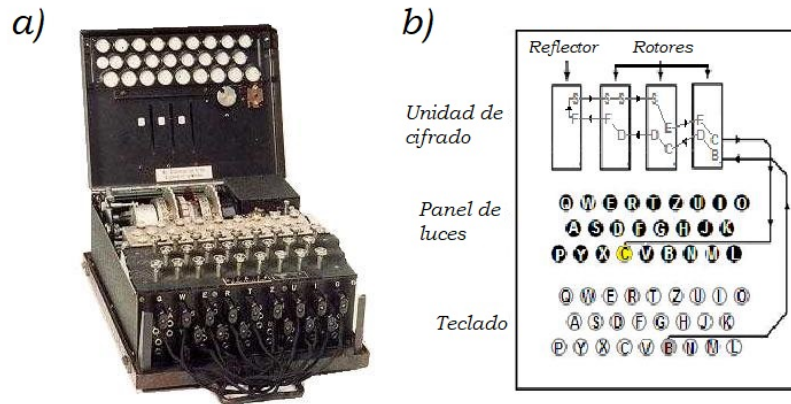 a)
b)
Reflector
Rotores
Unidad de
cifrado
S S S S
F F D D C D F C
E B
Panel de
luces
Q W E R T Z U I O
A S D F G H J K
P Y X C V B N M L
Teclado
Q W E R T Z U I O
A S D F G H J K
P Y X C V B N M L
Q W E R T Z U I O